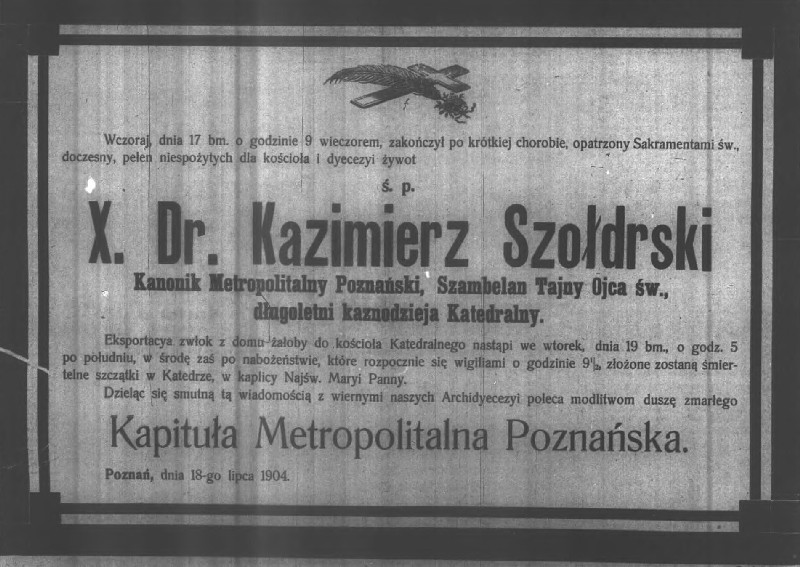 Wczoraj, dnia 17 bm. o godzinie 9 wieczorem, zakończył po krótkiej chorobie, opatrzony Sakramentami św.,
doczesny, pełen niespożytych dla kościoła i dyecezyi żywot
ś. p.
X. Dr. Kazimierz Szołdrski
Kanonik Metropolitalny Poznański, Szambelan Tajny Ojca św.,
długoletni kaznodzieja Katedralny.
Eksportacya zwłok z domu żałoby do kościoła Katedralnego nastąpi we wtorek, dnia 19 bm., o godz. 5
po południu, w środę zaś po nabożeństwie, które rozpocznie się wigiliami o godzinie 9½, złożone zostaną śmier-
telne szczątki w Katedrze, w kaplicy Najśw. Maryi Panny.
Dzieląc się smutną tą wiadomością z wiernymi naszych Archidyecezyi poleca modlitwom duszę zmarłego
Kapituła Metropolitalna Poznańska.
Poznań, dnia 18-go lipca 1904.